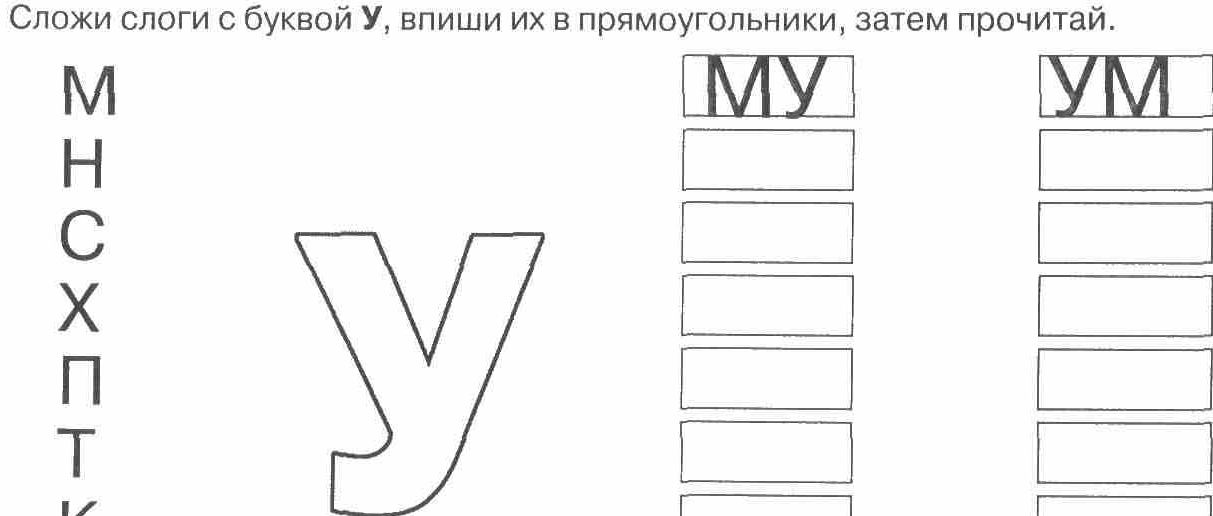 Сложи слоги с буквой У, впиши их в прямоугольники, затем прочитай.
М МУ УМ
Н
С
Х
П
Т
К
У